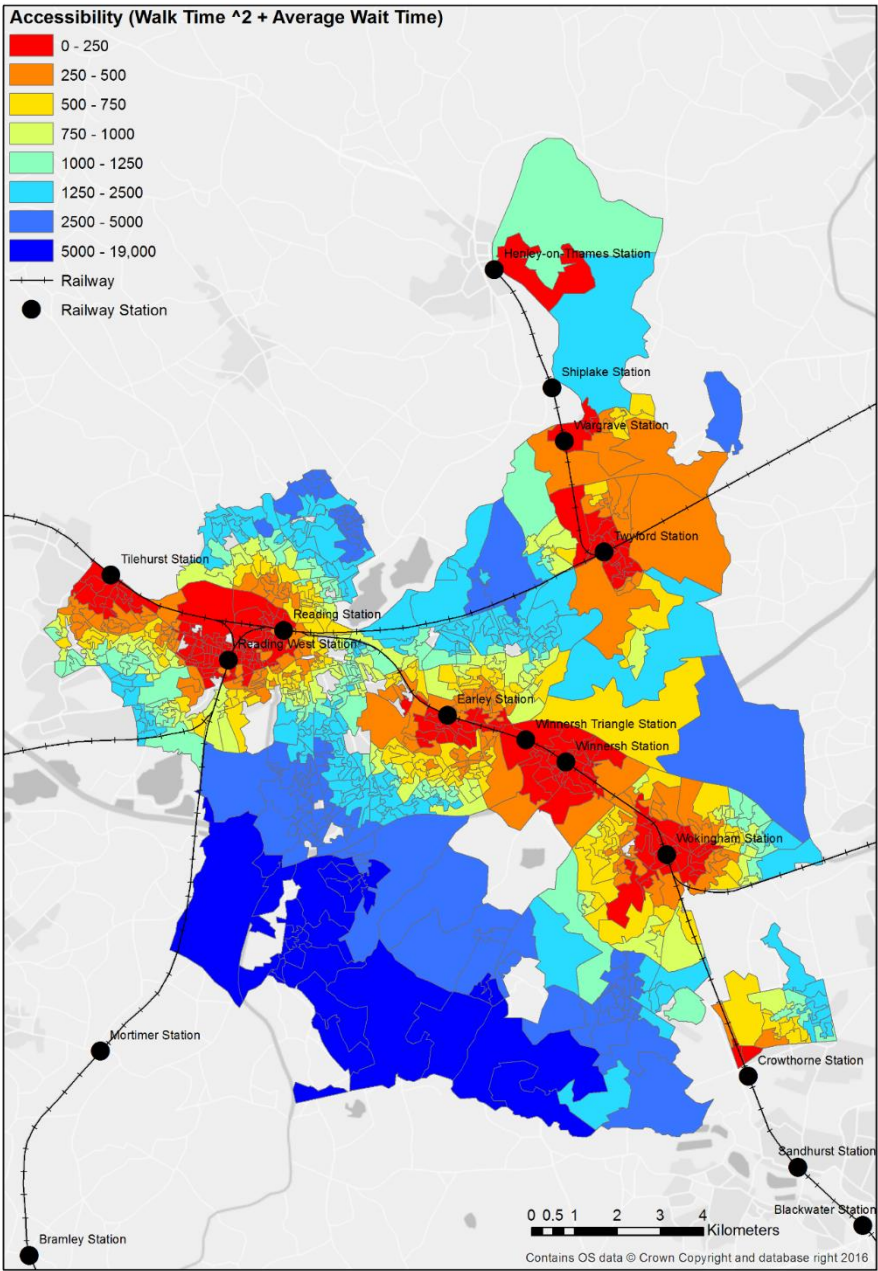 Accessibility (Walk Time ^2 + Average Wait Time)
0 - 250
250 - 500
500 - 750
750 - 1000
1000 - 1250
1250 - 2500
2500 - 5000
5000 - 19,000
Railway
Railway Station
Henley-on-Thames Station
Shiplake Station
Wargrave Station
Twyford Station
Tilehurst Station
Reading Station
Reading West Station
Earley Station
Winnersh Triangle Station
Winnersh Station
Wokingham Station
Mortimer Station
Crowthorne Station
Sandhurst Station
Blackwater Station
Bramley Station
0 0.5 1 2 3 4
Kilometers
Contains OS data © Crown Copyright and database right 2016